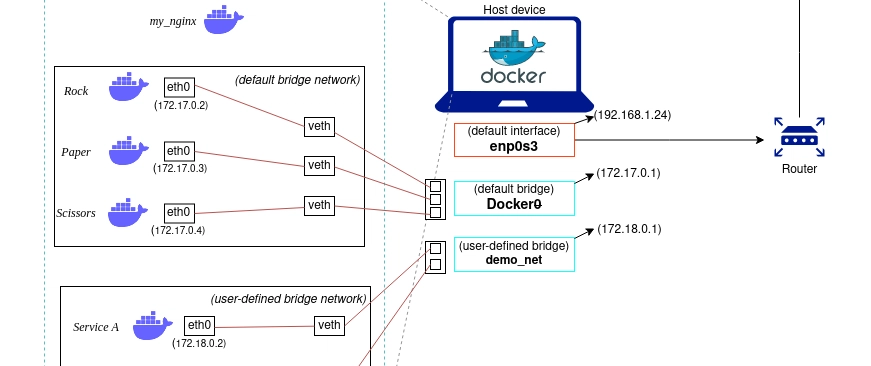 Host device
my_nginx
docker
(default bridge network)
Rock
eth0
(172.17.0.2)
veth
(192.168.1.24)
(default interface)
enp0s3
Router
Paper
eth0
(172.17.0.3)
veth
(172.17.0.1)
(default bridge)
Docker0
Scissors
eth0
(172.17.0.4)
veth
(172.18.0.1)
(user-defined bridge)
demo_net
(user-defined bridge network)
Service A
eth0
(172.18.0.2)
veth